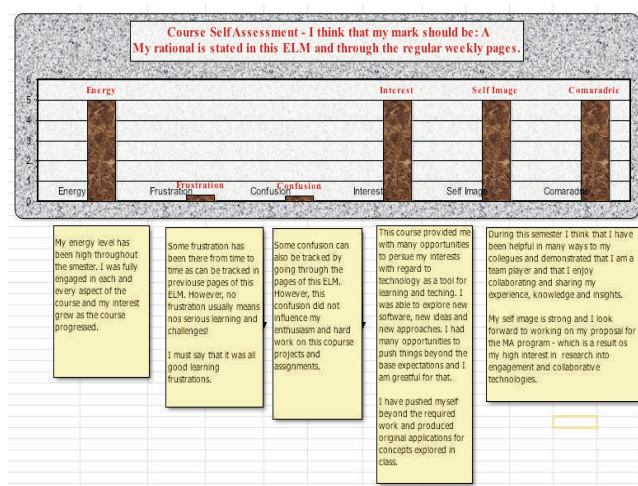 Course Self Assessment - I think that my mark should be: A
My rational is stated in this ELM and through the regular weekly pages.
6
5
4
3
2
1
0
Energy
Interest
Self Image
Comaradrie
Frustration
Confusion
Energy
Frustration
Confusion
Interest
Self Image
Comaradrie
My energy level has
been high throughout
the smester. I was fully
engaged in each and
every aspect of the
course and my interest
grew as the course
progressed.
Some frustration has
been there from time to
time as can be tracked in
previouse pages of this
ELM. However, no
frustration usually means
nos serious learning and
challenges!
I must say that it was all
good learning
frustrations.
Some confusion can
also be tracked by
going through the
pages of this ELM.
However, this
confusion did not
influence my
enthusiasm and hard
work on this copurse
projects and
assignments.
This course provided me
with many opportunities
to persue my interests
with regard to
technology as a tool for
learning and teching. I
was able to explore new
software, new ideas and
new approaches. I had
many opportunities to
push things beyond the
base expectations and I
am greatful for that.
I have pushed myself
beyond the required
work and produced
original applications for
concepts explored in
class.
During this semester I think that I have
been helpful in many ways to my
collegues and demonstrated that I am a
team player and that I enjoy
collaborating and sharing my
experience, knowledge and insights.
My self image is strong and I look
forward to working on my proposal for
the MA program - which is a result os
my high interest in research into
engagement and collaborative
technologies.